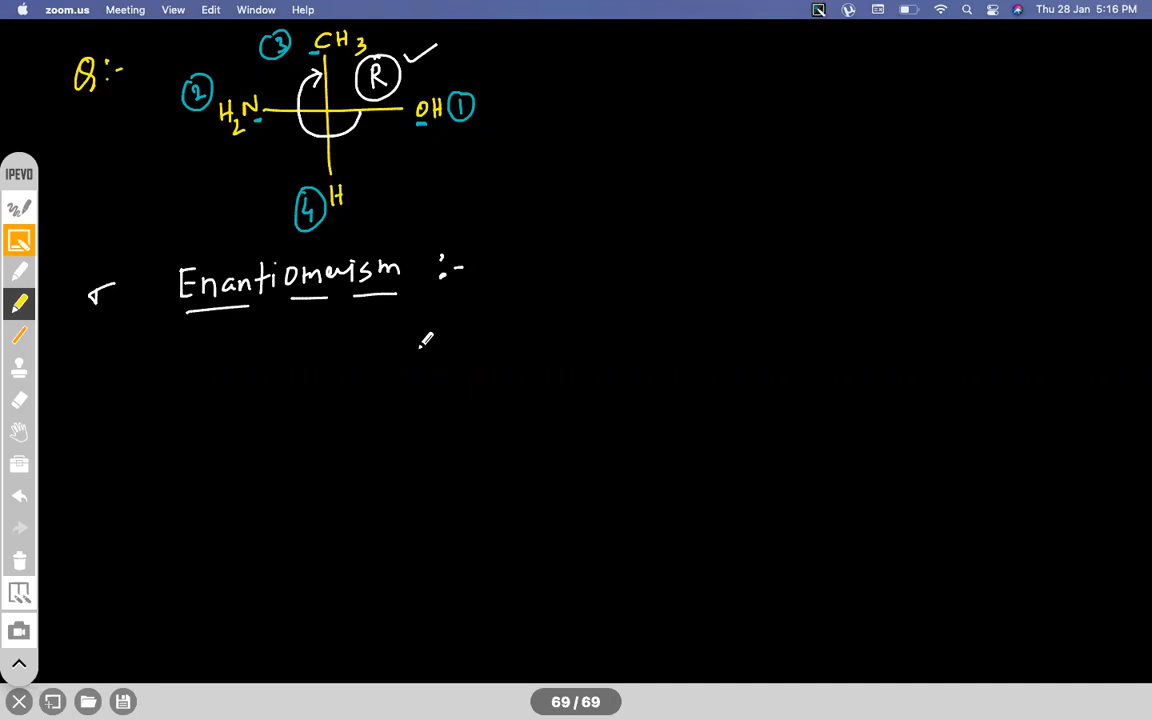 zoom.us Meeting View Edit Window Help Thu 28 Jan 5:16 PM
Q:-
③ CH3
R
② H2N OH ①
④ H
IPEVO
Enantiomerism :-
69 / 69